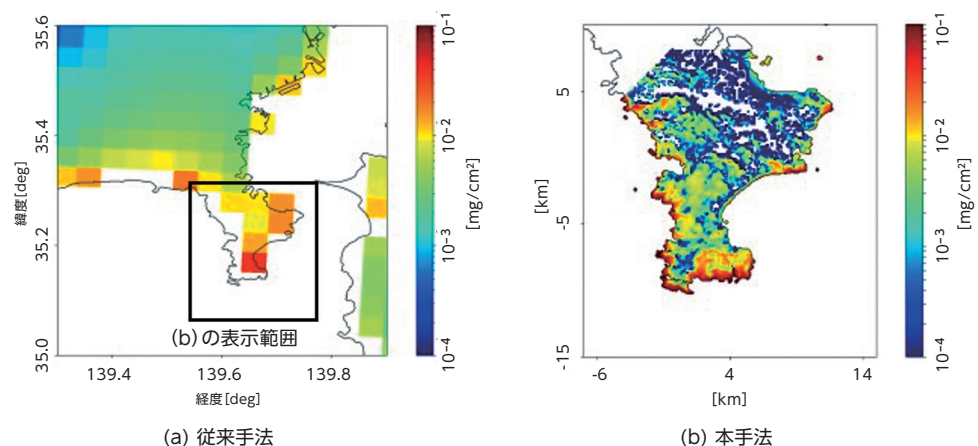 35.6
35.4
35.2
35.0
緯度[deg]
139.4
139.6
139.8
経度[deg]
(b)の表示範囲
10⁻¹
10⁻²
10⁻³
10⁻⁴
[mg/cm²]
(a) 従来手法
5
-5
-15
[km]
-6
4
14
[km]
10⁻¹
10⁻²
10⁻³
10⁻⁴
[mg/cm²]
(b) 本手法